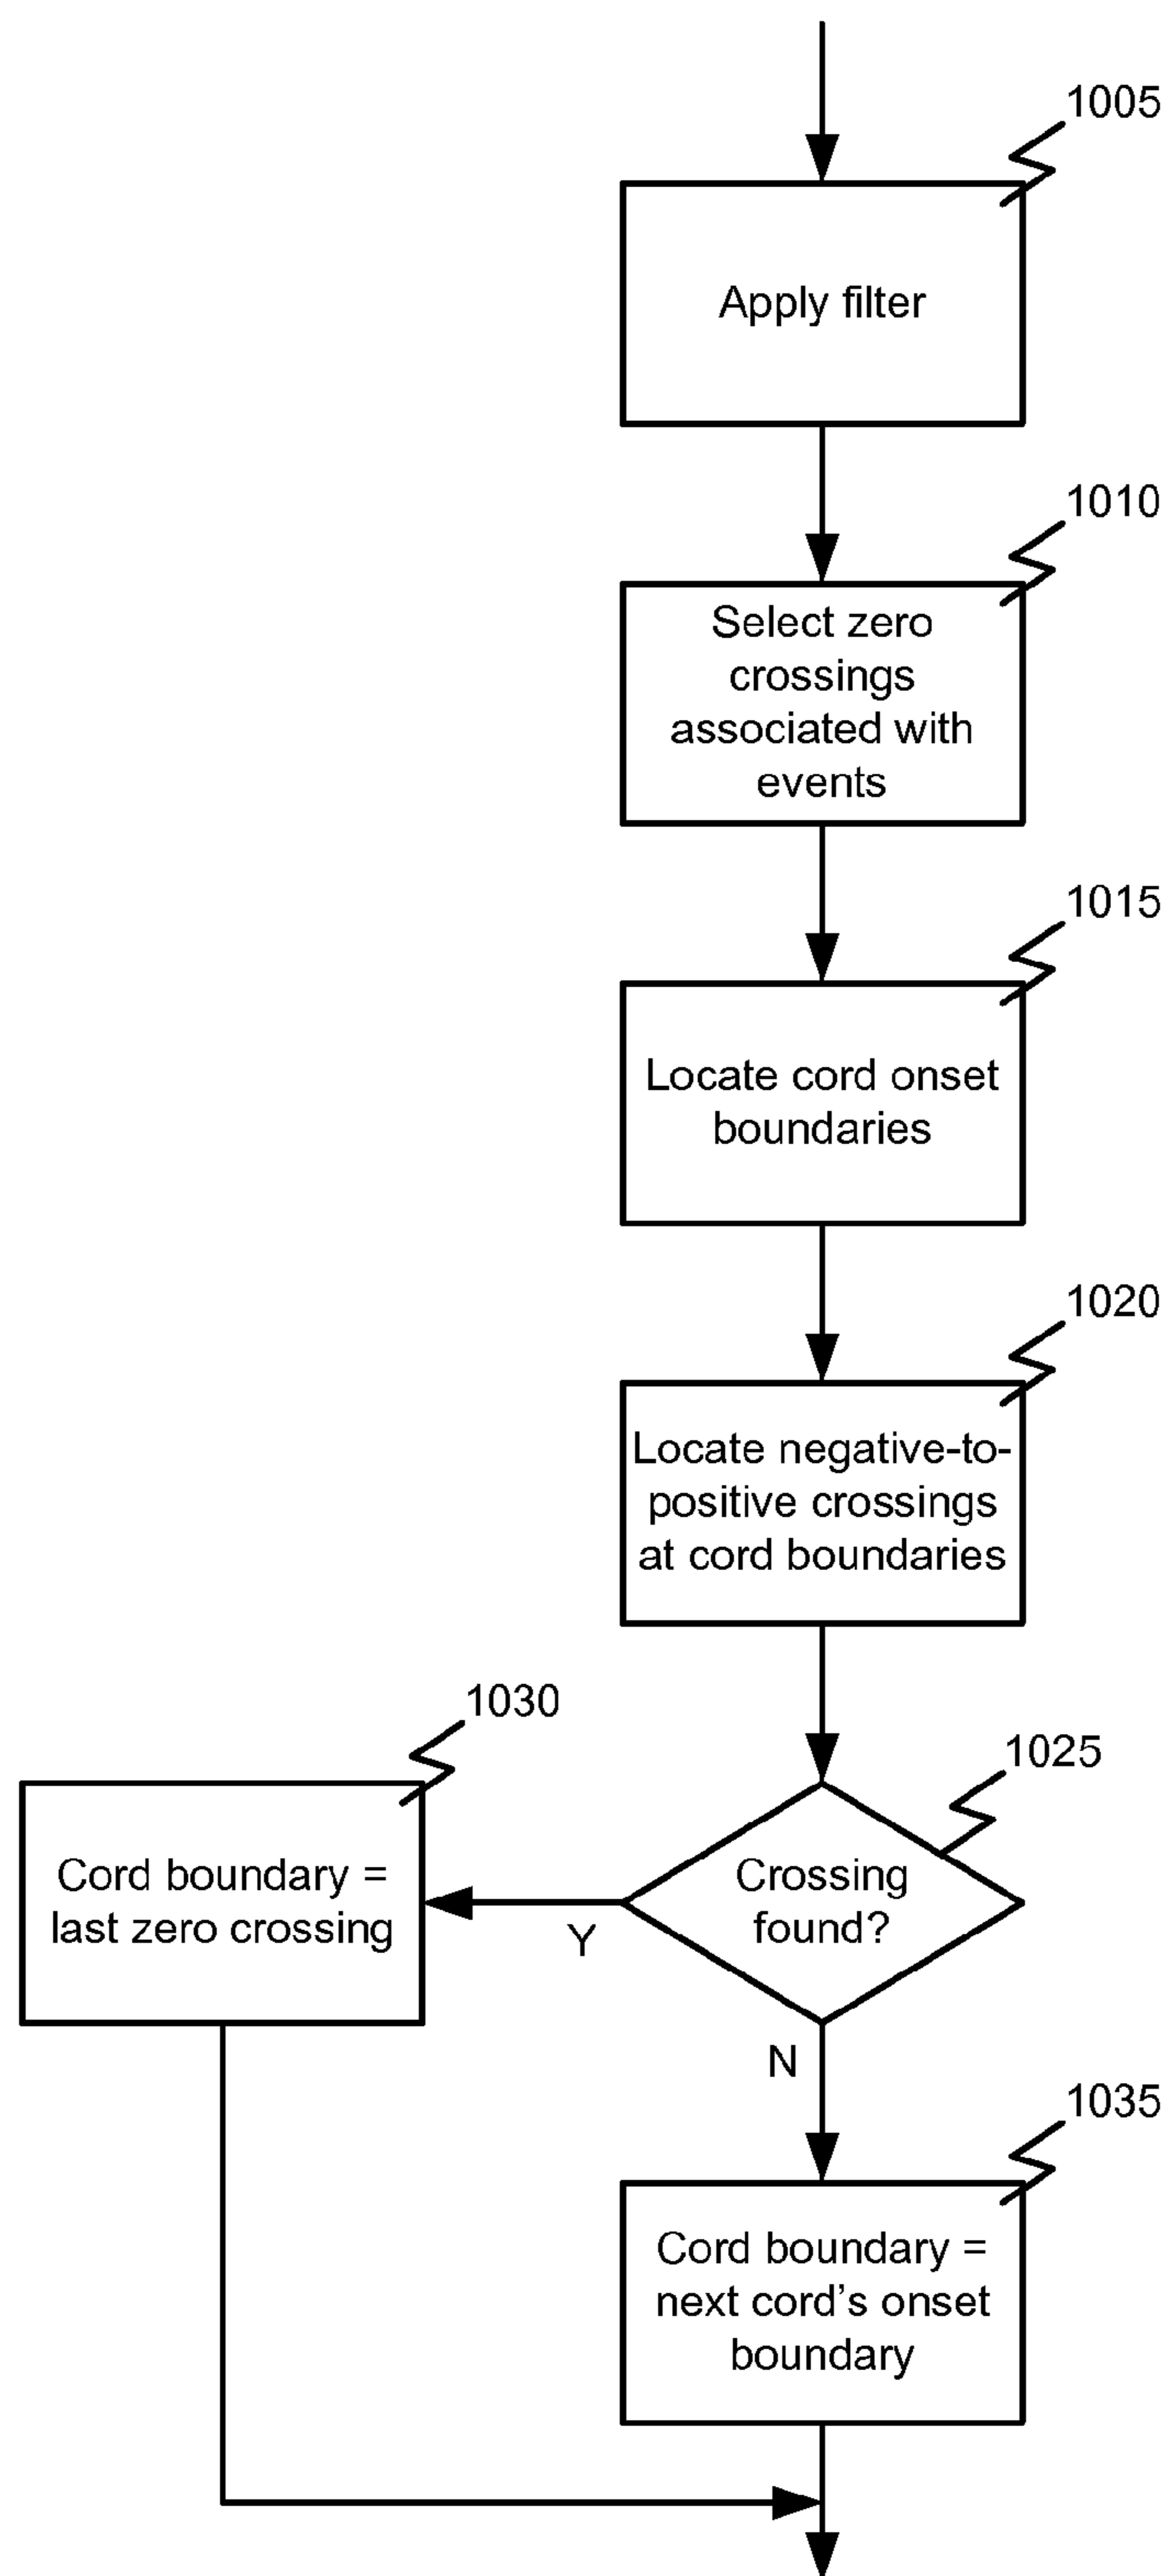 1005
Apply filter
1010
Select zero
crossings
associated with
events
1015
Locate cord onset
boundaries
1020
Locate negative-to-
positive crossings
at cord boundaries
1025
Crossing
found?
Y
N
1030
Cord boundary =
last zero crossing
1035
Cord boundary =
next cord's onset
boundary